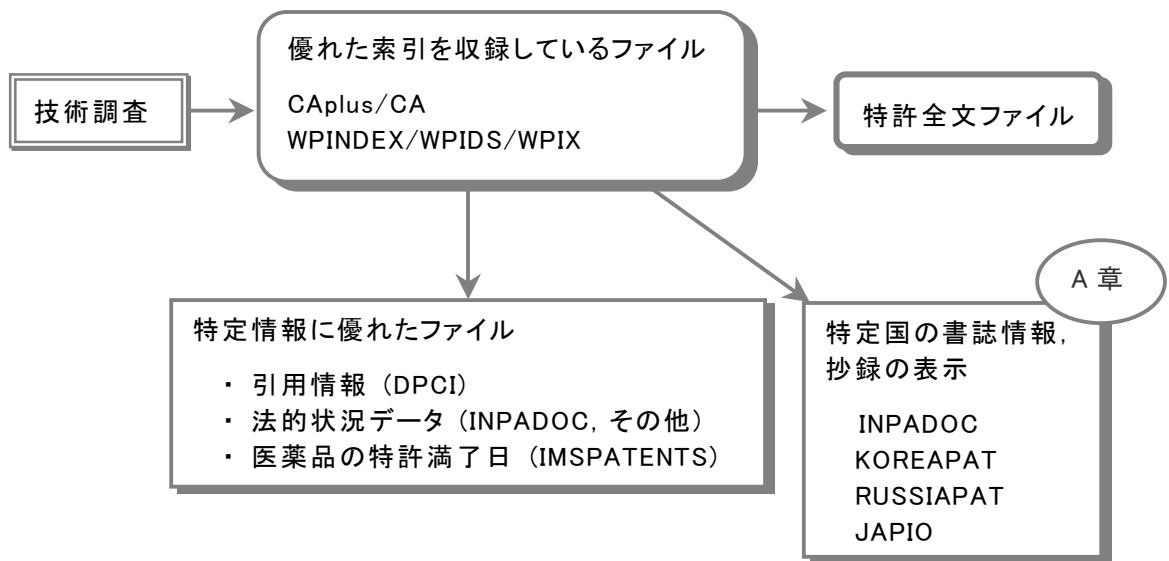 技術調査
優れた索引を収録しているファイル
CAplus/CA
WPINDEX/WPIDS/WPIX
特許全文ファイル
特定情報に優れたファイル
・ 引用情報 (DPCI)
・ 法的状況データ (INPADOC, その他)
・ 医薬品の特許満了日 (IMSPATENTS)
A 章
特定国の書誌情報,
抄録の表示
INPADOC
KOREAPAT
RUSSIAPAT
JAPIO